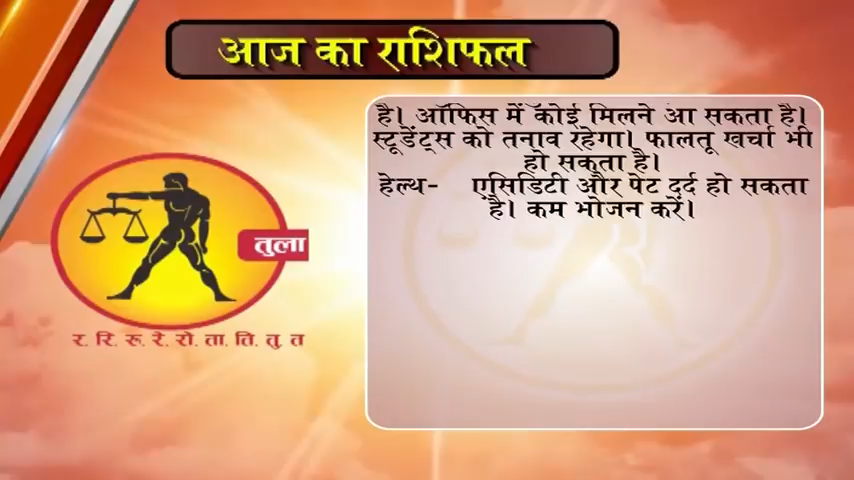 आज का राशिफल
है। ऑफिस में कोई मिलने आ सकता है।
स्टूडेंट्स को तनाव रहेगा। फालतू खर्चा भी
हो सकता है।
हेल्थ- एसिडिटी और पेट दर्द हो सकता
है। कम भोजन करें।
तुला
र. रि. रू. रे. रो. ता. ति. तु. त